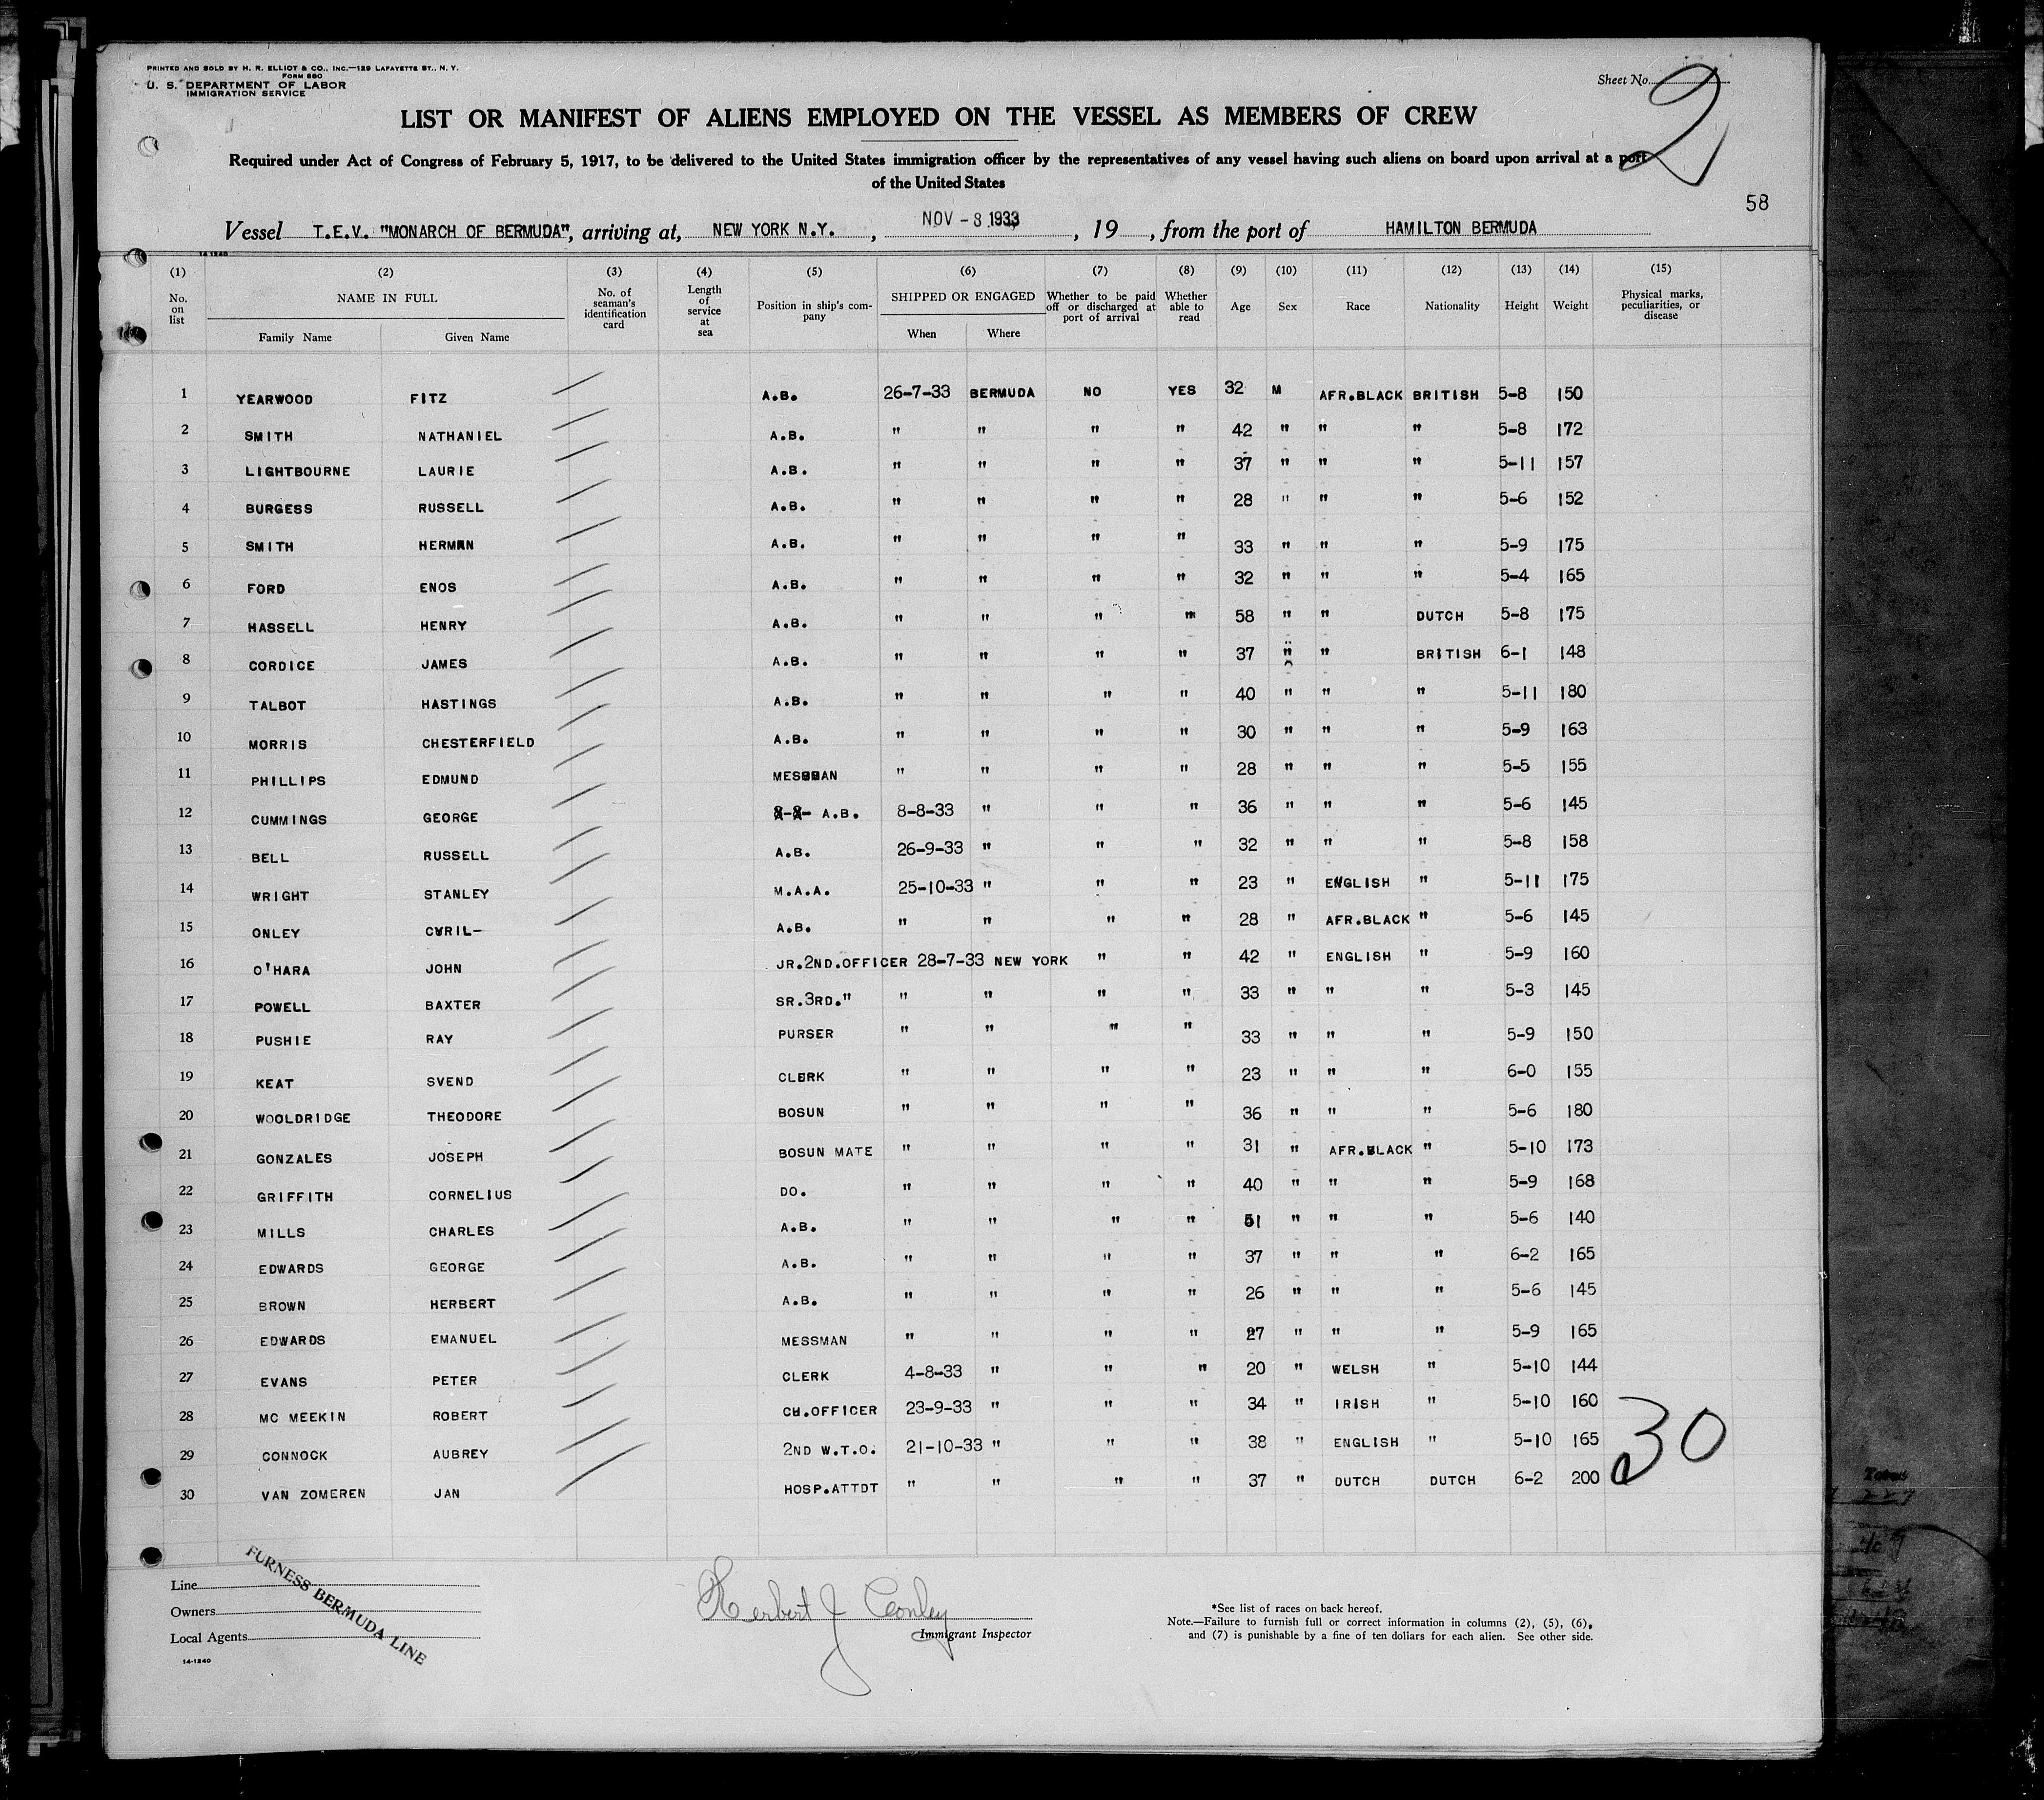 PRINTED AND SOLD BY H. R. ELLIOT & CO., INC.—129 LAFAYETTE ST., N. Y.
FORM 680
U. S. DEPARTMENT OF LABOR
IMMIGRATION SERVICE
Sheet No. 2
LIST OR MANIFEST OF ALIENS EMPLOYED ON THE VESSEL AS MEMBERS OF CREW
Required under Act of Congress of February 5, 1917, to be delivered to the United States immigration officer by the representatives of any vessel having such aliens on board upon arrival at a port
of the United States
58
Vessel T.E.V. "MONARCH OF BERMUDA", arriving at, NEW YORK N.Y., NOV - 8 1933, 19 , from the port of HAMILTON BERMUDA
14-1240
(1) (2) (3) (4) (5) (6) (7) (8) (9) (10) (11) (12) (13) (14) (15)
No. on list NAME IN FULL Family Name Given Name No. of seaman's identification card Length of service at sea Position in ship's company SHIPPED OR ENGAGED When Where Whether to be paid off or discharged at port of arrival Whether able to read Age Sex Race Nationality Height Weight Physical marks, peculiarities, or disease
1 YEARWOOD FITZ A.B. 26-7-33 BERMUDA NO YES 32 M AFR.BLACK BRITISH 5-8 150
2 SMITH NATHANIEL A.B. " " " " 42 " " " 5-8 172
3 LIGHTBOURNE LAURIE A.B. " " " " 37 " " " 5-11 157
4 BURGESS RUSSELL A.B. " " " " 28 " " " 5-6 152
5 SMITH HERMAN A.B. " " " " 33 " " " 5-9 175
6 FORD ENOS A.B. " " " " 32 " " " 5-4 165
7 HASSELL HENRY A.B. " " " " 58 " " DUTCH 5-8 175
8 CORDICE JAMES A.B. " " " " 37 " " BRITISH 6-1 148
9 TALBOT HASTINGS A.B. " " " " 40 " " " 5-11 180
10 MORRIS CHESTERFIELD A.B. " " " " 30 " " " 5-9 163
11 PHILLIPS EDMUND MESSMAN " " " " 28 " " " 5-5 155
12 CUMMINGS GEORGE 8-8- A.B. 8-8-33 " " " 36 " " " 5-6 145
13 BELL RUSSELL A.B. 26-9-33 " " " 32 " " " 5-8 158
14 WRIGHT STANLEY M.A.A. 25-10-33 " " " 23 " ENGLISH " 5-11 175
15 ONLEY CYRIL- A.B. " " " " 28 " AFR.BLACK " 5-6 145
16 O'HARA JOHN JR.2ND.OFFICER 28-7-33 NEW YORK " " 42 " ENGLISH " 5-9 160
17 POWELL BAXTER SR.3RD." " " " " 33 " " " 5-3 145
18 PUSHIE RAY PURSER " " " " 33 " " " 5-9 150
19 KEAT SVEND CLERK " " " " 23 " " " 6-0 155
20 WOOLDRIDGE THEODORE BOSUN " " " " 36 " " " 5-6 180
21 GONZALES JOSEPH BOSUN MATE " " " " 31 " AFR.BLACK " 5-10 173
22 GRIFFITH CORNELIUS DO. " " " " 40 " " " 5-9 168
23 MILLS CHARLES A.B. " " " " 51 " " " 5-6 140
24 EDWARDS GEORGE A.B. " " " " 37 " " " 6-2 165
25 BROWN HERBERT A.B. " " " " 26 " " " 5-6 145
26 EDWARDS EMANUEL MESSMAN " " " " 27 " " " 5-9 165
27 EVANS PETER CLERK 4-8-33 " " " 20 " WELSH " 5-10 144
28 MC MEEKIN ROBERT CH.OFFICER 23-9-33 " " " 34 " IRISH " 5-10 160
29 CONNOCK AUBREY 2ND W.T.O. 21-10-33 " " " 38 " ENGLISH " 5-10 165
30 VAN ZOMEREN JAN HOSP.ATTDT " " " " 37 " DUTCH DUTCH 6-2 200
30
Line
Owners
Local Agents
FURNESS BERMUDA LINE
14-1240
Herbert J Conley
Immigrant Inspector
*See list of races on back hereof.
Note.—Failure to furnish full or correct information in columns (2), (5), (6),
and (7) is punishable by a fine of ten dollars for each alien. See other side.
Total
227